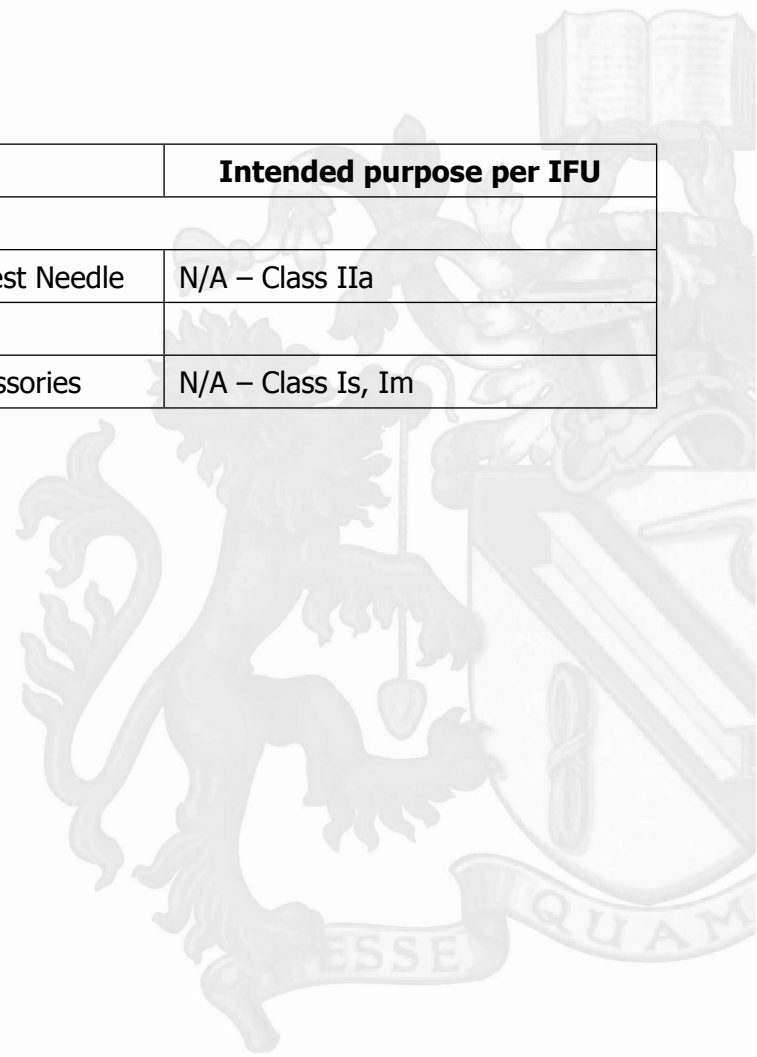 Intended purpose per IFU
est Needle N/A – Class IIa
ssories N/A – Class Is, Im
ESSE QUAM